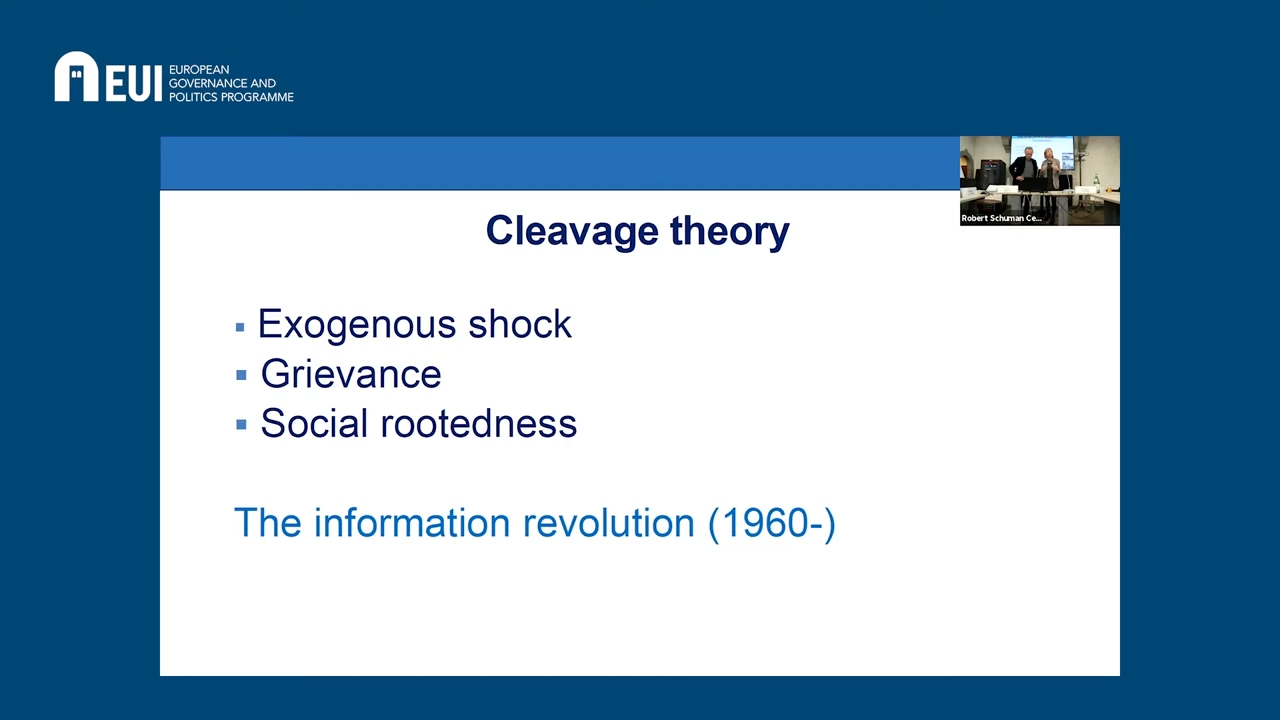 EUI
EUROPEAN
GOVERNANCE AND
POLITICS PROGRAMME
Robert Schuman Ce...
Cleavage theory
▪ Exogenous shock
▪ Grievance
▪ Social rootedness
The information revolution (1960-)